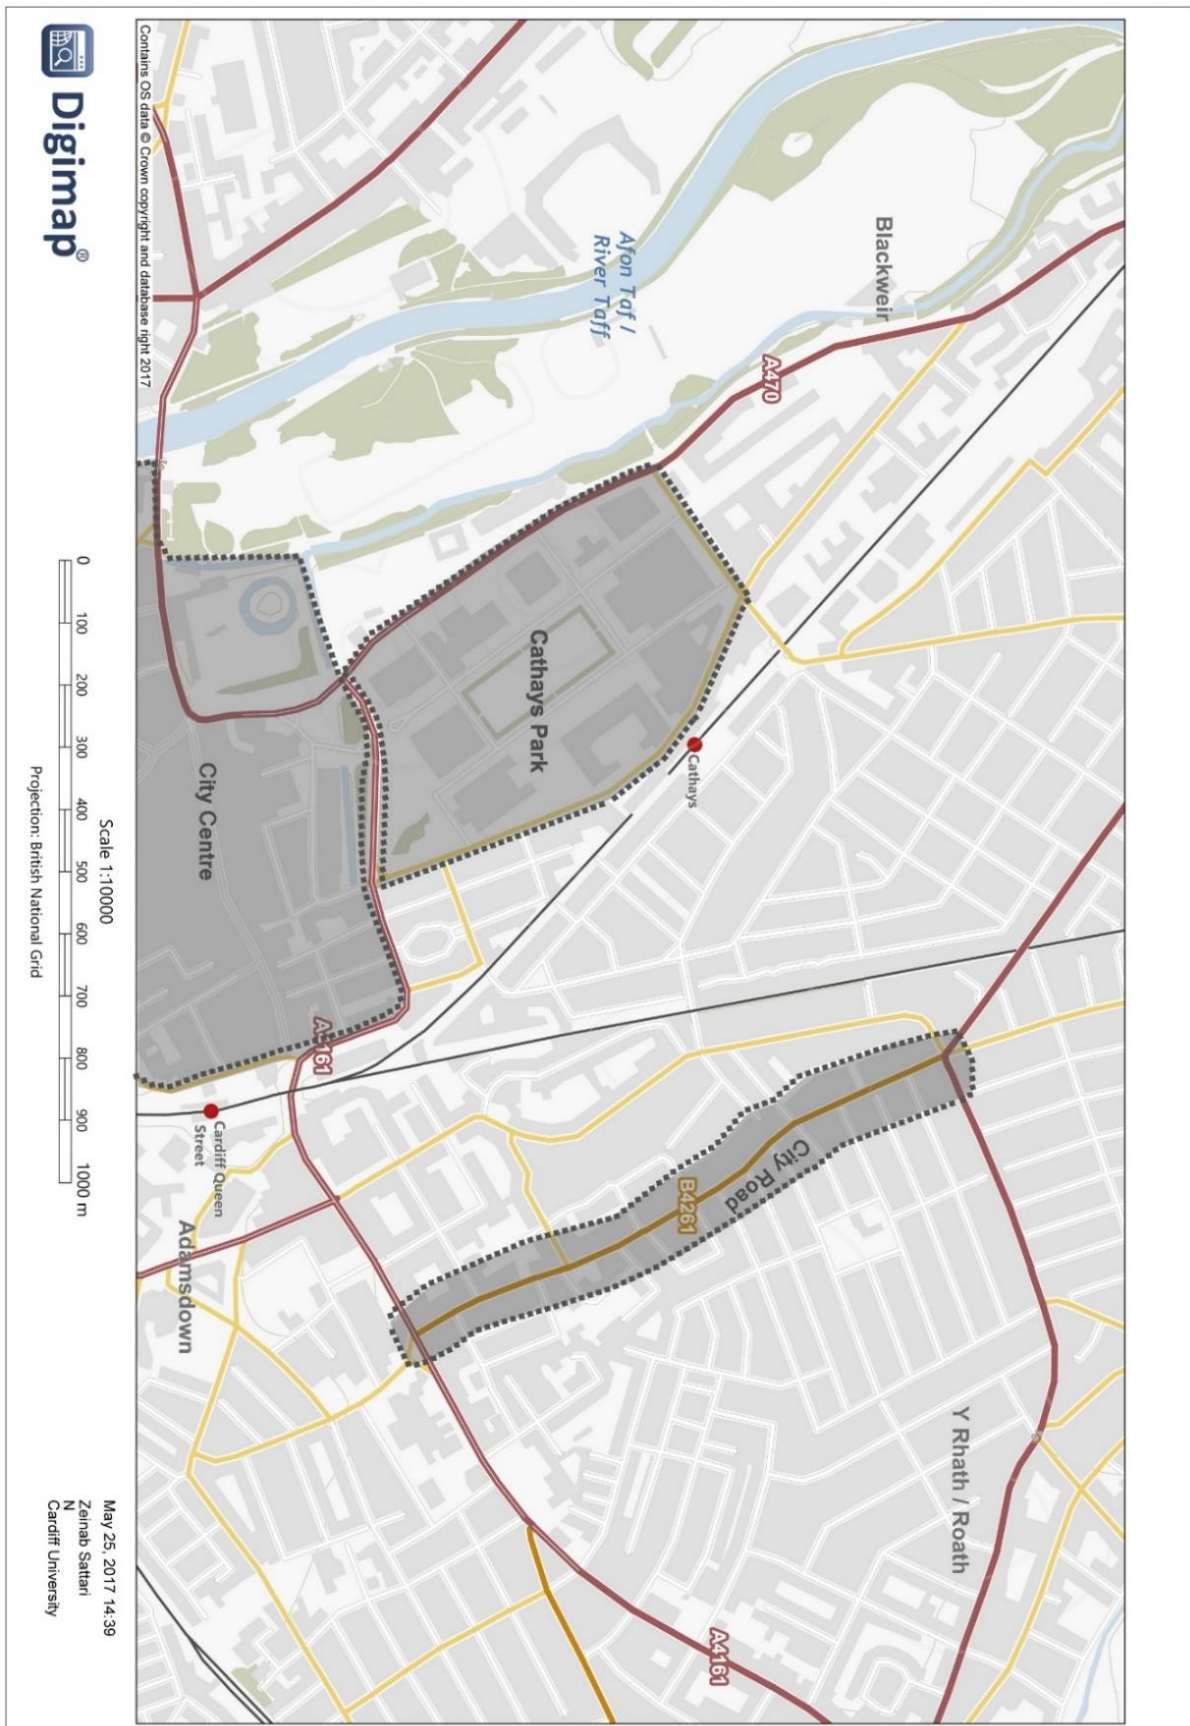 Blackweir
A470
Y Rhath / Roath
Cathays
Afon Taf /
River Taff
City Road
B4261
Cathays Park
A4161
City Centre
A4161
Cardiff Queen
Street
Adamsdown
Contains OS data © Crown copyright and database right 2017
Scale 1:10000
0 100 200 300 400 500 600 700 800 900 1000 m
Projection: British National Grid
May 25, 2017 14:39
Zeinab Sattari
N
Cardiff University
Digimap®